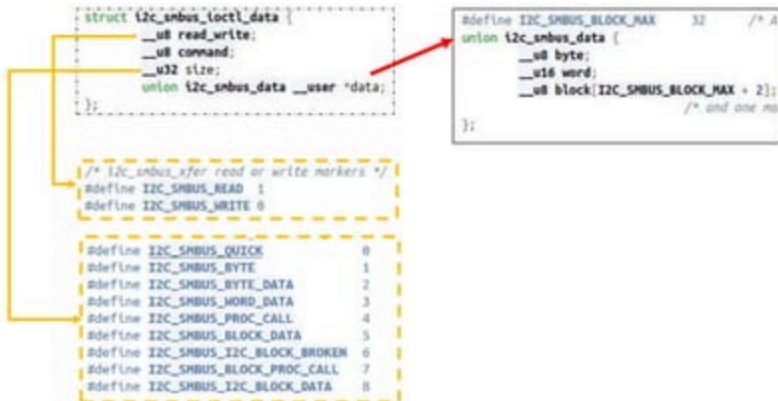 struct i2c_smbus_ioctl_data {
__u8 read_write;
__u8 command;
__u32 size;
union i2c_smbus_data __user *data;
};
#define I2C_SMBUS_BLOCK_MAX 32 /* A
union i2c_smbus_data {
__u8 byte;
__u16 word;
__u8 block[I2C_SMBUS_BLOCK_MAX + 2];
/* and one mo
};
/* i2c_smbus_xfer read or write markers */
#define I2C_SMBUS_READ 1
#define I2C_SMBUS_WRITE 0
#define I2C_SMBUS_QUICK 0
#define I2C_SMBUS_BYTE 1
#define I2C_SMBUS_BYTE_DATA 2
#define I2C_SMBUS_WORD_DATA 3
#define I2C_SMBUS_PROC_CALL 4
#define I2C_SMBUS_BLOCK_DATA 5
#define I2C_SMBUS_I2C_BLOCK_BROKEN 6
#define I2C_SMBUS_BLOCK_PROC_CALL 7
#define I2C_SMBUS_I2C_BLOCK_DATA 8